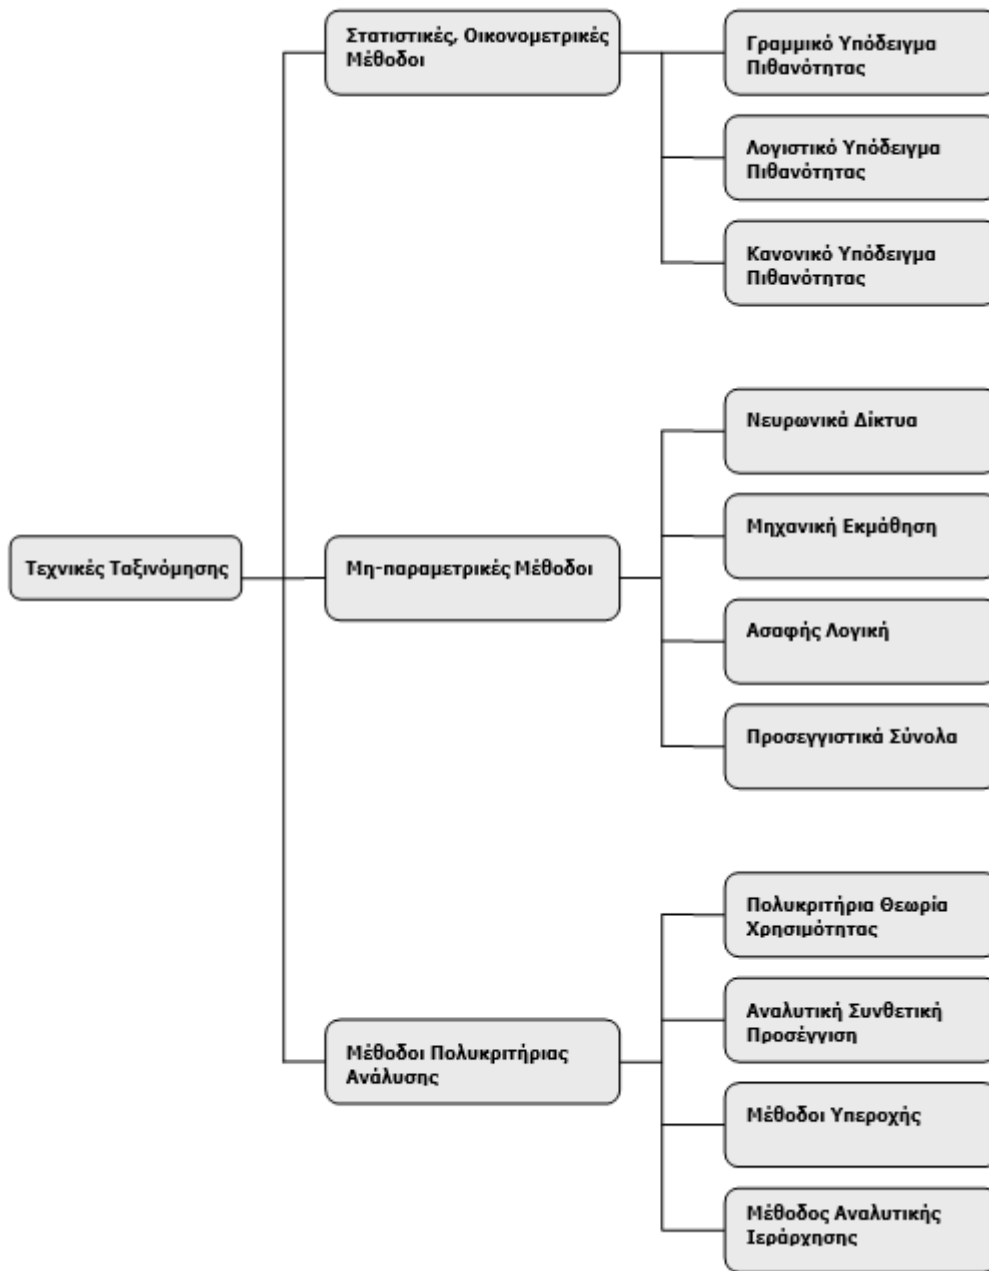 Στατιστικές, Οικονομετρικές
Μέθοδοι
Γραμμικό Υπόδειγμα
Πιθανότητας
Λογιστικό Υπόδειγμα
Πιθανότητας
Κανονικό Υπόδειγμα
Πιθανότητας
Τεχνικές Ταξινόμησης
Μη-παραμετρικές Μέθοδοι
Νευρωνικά Δίκτυα
Μηχανική Εκμάθηση
Ασαφής Λογική
Προσεγγιστικά Σύνολα
Μέθοδοι Πολυκριτήριας
Ανάλυσης
Πολυκριτήρια Θεωρία
Χρησιμότητας
Αναλυτική Συνθετική
Προσέγγιση
Μέθοδοι Υπεροχής
Μέθοδος Αναλυτικής
Ιεράρχησης